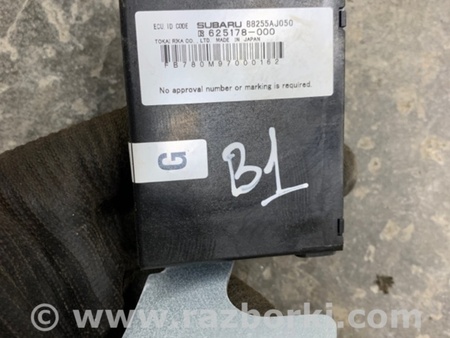 ECU ID CODE SUBARU 88255AJ050
625178-000
TOKAI RIKA CO., LTD. MADE IN JAPAN
B780M97000162
No approval number or marking is required.
G
B1
© www.razborki.com